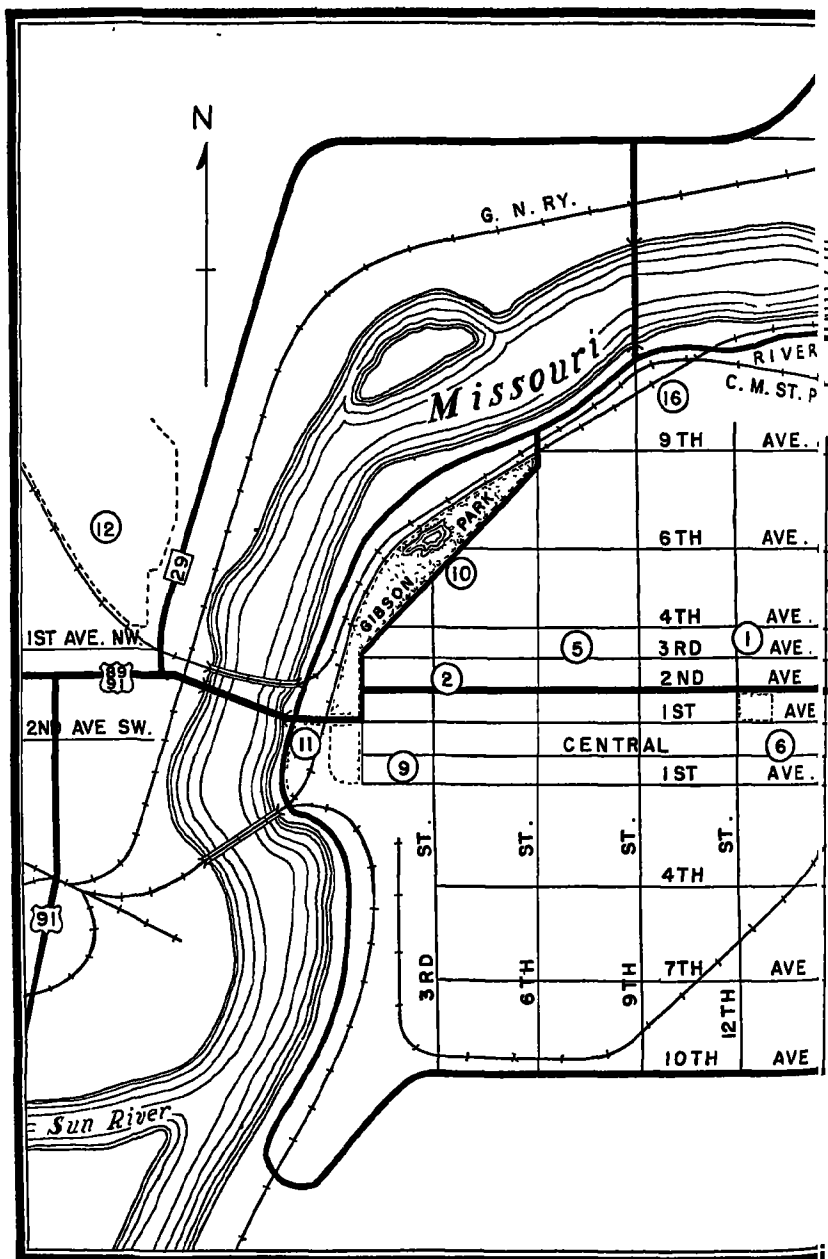 N
G. N. RY.
Missouri
RIVER
C. M. ST. P
16
9TH AVE.
12
GIBSON PARK
6TH AVE.
29
10
4TH AVE.
1ST AVE. NW.
5
3RD AVE.
1
89
91
2
2ND AVE
1ST AVE
2ND AVE SW.
11
CENTRAL
6
9
1ST AVE.
3RD ST.
6TH ST.
9TH ST.
12TH ST.
4TH
91
7TH AVE
10TH AVE
Sun River